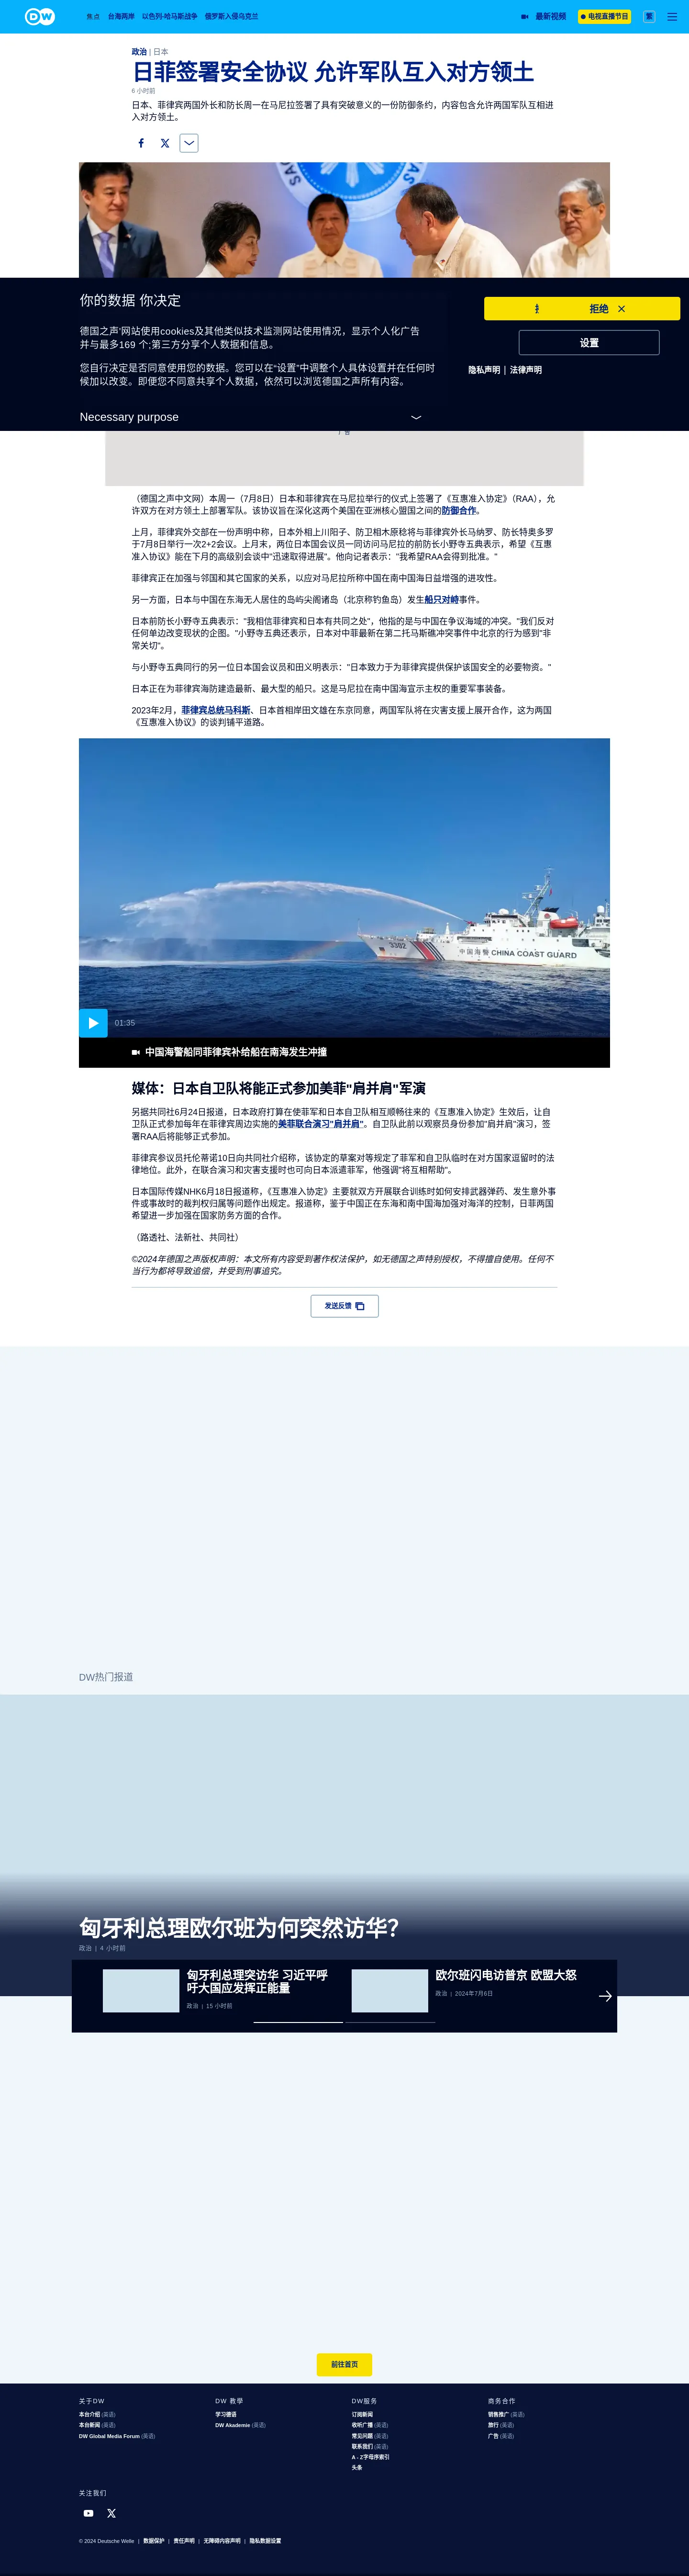 DW
焦点 台海两岸 以色列-哈马斯战争 俄罗斯入侵乌克兰 最新视频 电视直播节目 繁
政治 | 日本
日菲签署安全协议 允许军队互入对方领土
6 小时前
日本、菲律宾两国外长和防长周一在马尼拉签署了具有突破意义的一份防御条约，内容包含允许两国军队互相进
入对方领土。
你的数据 你决定
拒绝
德国之声'网站使用cookies及其他类似技术监测网站使用情况，显示个人化广告
并与最多169 个;第三方分享个人数据和信息。
设置
您自行决定是否同意使用您的数据。您可以在"设置"中调整个人具体设置并在任何时
候加以改变。即便您不同意共享个人数据，依然可以浏览德国之声所有内容。
隐私声明 | 法律声明
Necessary purpose
（德国之声中文网）本周一（7月8日）日本和菲律宾在马尼拉举行的仪式上签署了《互惠准入协定》（RAA），允
许双方在对方领土上部署军队。该协议旨在深化这两个美国在亚洲核心盟国之间的防御合作。
上月，菲律宾外交部在一份声明中称，日本外相上川阳子、防卫相木原稔将与菲律宾外长马纳罗、防长特奥多罗
于7月8日举行一次2+2会议。上月末，两位日本国会议员一同访问马尼拉的前防长小野寺五典表示，希望《互惠
准入协议》能在下月的高级别会谈中"迅速取得进展"。他向记者表示："我希望RAA会得到批准。"
菲律宾正在加强与邻国和其它国家的关系，以应对马尼拉所称中国在南中国海日益增强的进攻性。
另一方面，日本与中国在东海无人居住的岛屿尖阁诸岛（北京称钓鱼岛）发生船只对峙事件。
日本前防长小野寺五典表示："我相信菲律宾和日本有共同之处"，他指的是与中国在争议海域的冲突。"我们反对
任何单边改变现状的企图。"小野寺五典还表示，日本对中菲最新在第二托马斯礁冲突事件中北京的行为感到"非
常关切"。
与小野寺五典同行的另一位日本国会议员和田义明表示："日本致力于为菲律宾提供保护该国安全的必要物资。"
日本正在为菲律宾海防建造最新、最大型的船只。这是马尼拉在南中国海宣示主权的重要军事装备。
2023年2月，菲律宾总统马科斯、日本首相岸田文雄在东京同意，两国军队将在灾害支援上展开合作，这为两国
《互惠准入协议》的谈判铺平道路。
3302 中国海警 CHINA COAST GUARD
01:35
中国海警船同菲律宾补给船在南海发生冲撞
媒体：日本自卫队将能正式参加美菲"肩并肩"军演
另据共同社6月24日报道，日本政府打算在使菲军和日本自卫队相互顺畅往来的《互惠准入协定》生效后，让自
卫队正式参加每年在菲律宾周边实施的美菲联合演习"肩并肩"。自卫队此前以观察员身份参加"肩并肩"演习，签
署RAA后将能够正式参加。
菲律宾参议员托伦蒂诺10日向共同社介绍称，该协定的草案对等规定了菲军和自卫队临时在对方国家逗留时的法
律地位。此外，在联合演习和灾害支援时也可向日本派遣菲军，他强调"将互相帮助"。
日本国际传媒NHK6月18日报道称，《互惠准入协定》主要就双方开展联合训练时如何安排武器弹药、发生意外事
件或事故时的裁判权归属等问题作出规定。报道称，鉴于中国正在东海和南中国海加强对海洋的控制，日菲两国
希望进一步加强在国家防务方面的合作。
（路透社、法新社、共同社）
©2024年德国之声版权声明：本文所有内容受到著作权法保护，如无德国之声特别授权，不得擅自使用。任何不
当行为都将导致追偿，并受到刑事追究。
发送反馈
DW热门报道
匈牙利总理欧尔班为何突然访华？
政治 | 4 小时前
匈牙利总理突访华 习近平呼
吁大国应发挥正能量
政治 | 15 小时前
欧尔班闪电访普京 欧盟大怒
政治 | 2024年7月6日
前往首页
关于DW
本台介绍 (英语)
本台新闻 (英语)
DW Global Media Forum (英语)
DW 教學
学习德语
DW Akademie (英语)
DW服务
订阅新闻
收听广播 (英语)
常见问题 (英语)
联系我们 (英语)
A - Z字母序索引
头条
商务合作
销售推广 (英语)
旅行 (英语)
广告 (英语)
关注我们
© 2024 Deutsche Welle | 数据保护 | 责任声明 | 无障碍内容声明 | 隐私数据设置